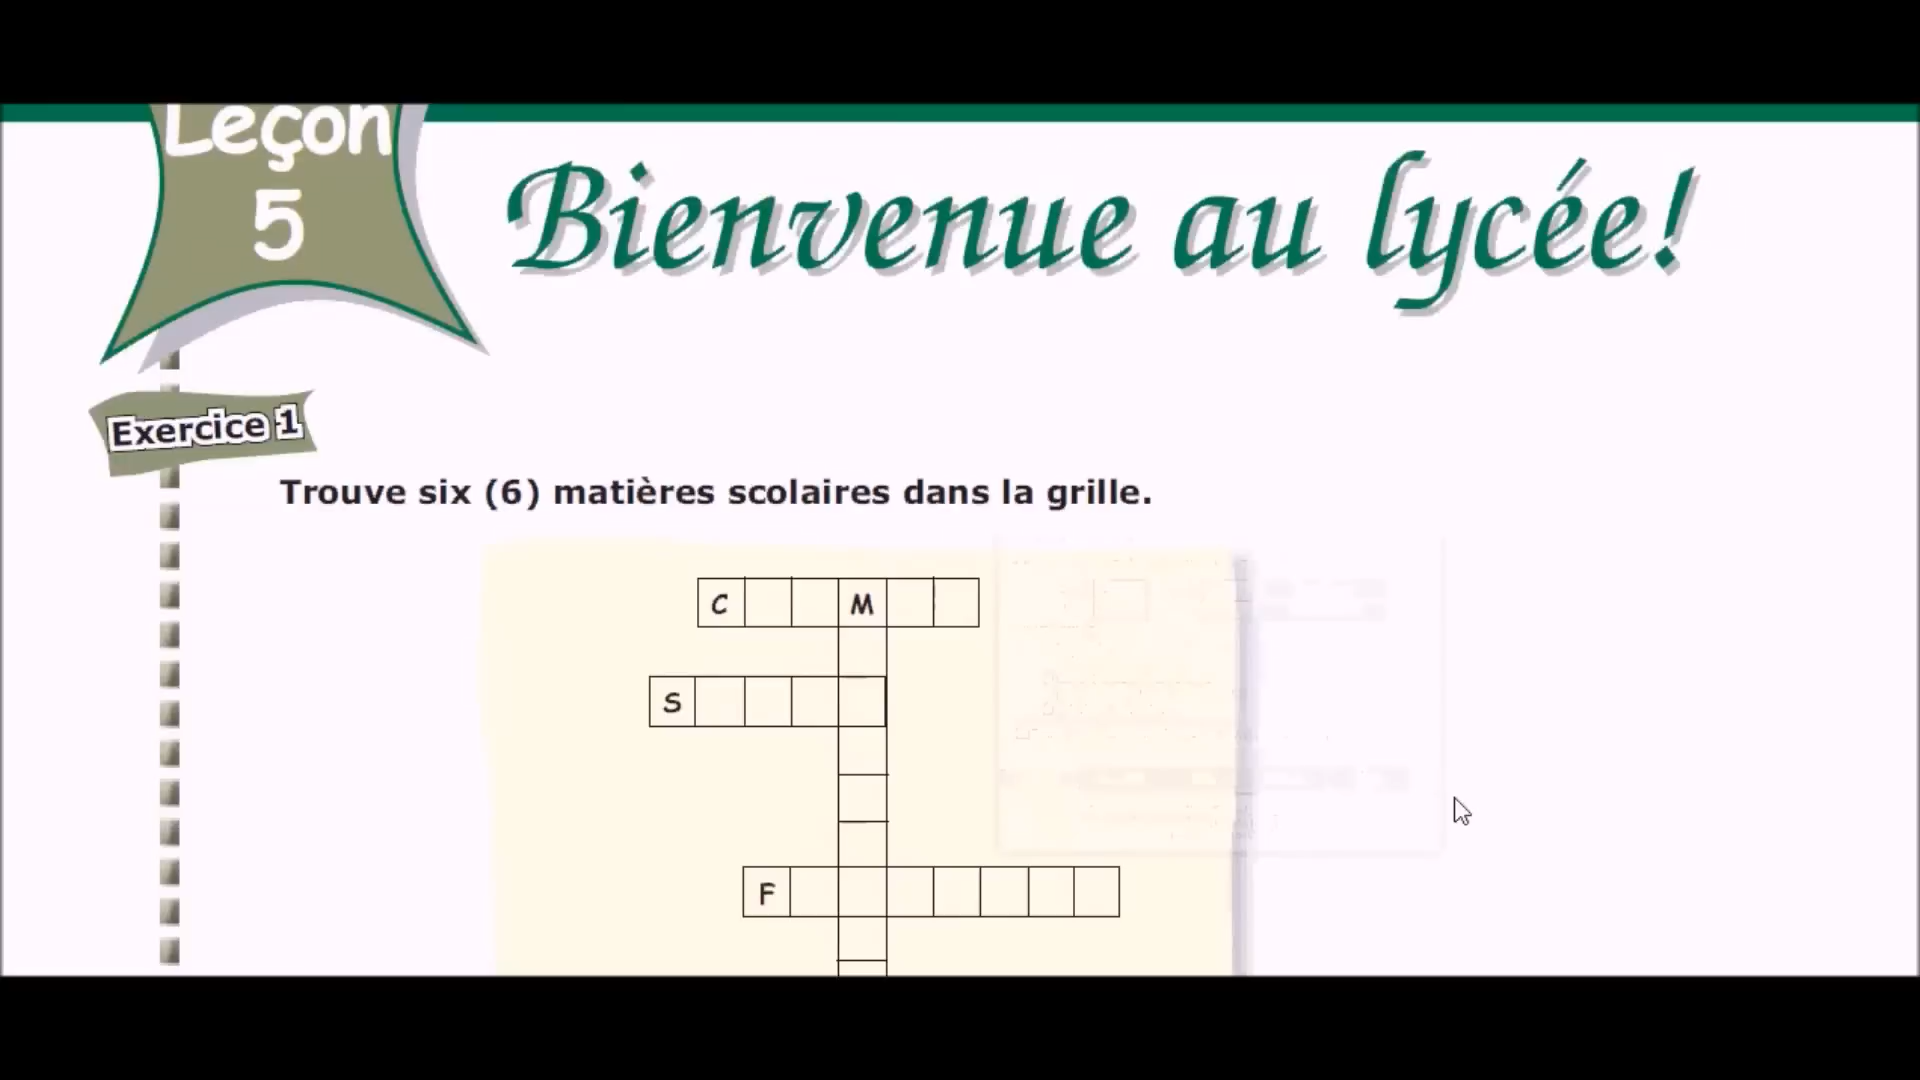 Leçon
5
Bienvenue au lycée!
Exercice 1
Trouve six (6) matières scolaires dans la grille.
C M
S
F